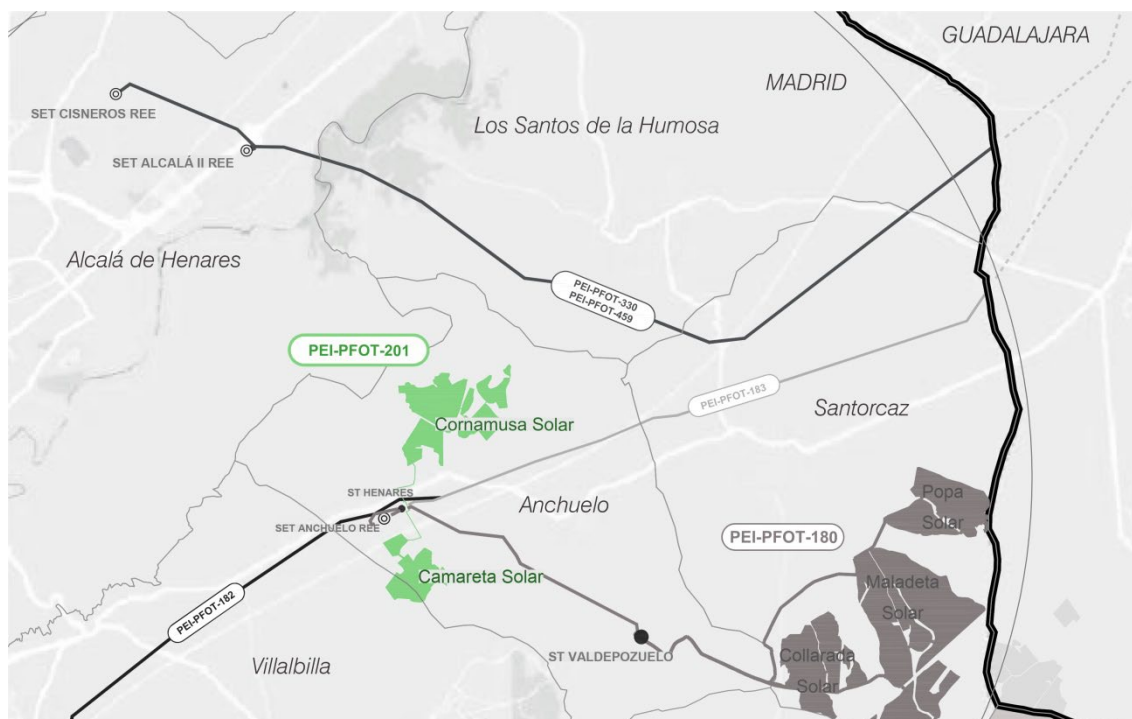 GUADALAJARA
MADRID
SET CISNEROS REE
Los Santos de la Humosa
SET ALCALÁ II REE
Alcalá de Henares
PEI-PFOT-330
PEI-PFOT-459
PEI-PFOT-201
PEI-PFOT-183
Santorcaz
Cornamusa Solar
ST HENARES
Anchuelo
Popa
Solar
SET ANCHUELO REE
PEI-PFOT-180
Camareta Solar
Maladeta
Solar
PEI-PFOT-182
ST VALDEPOZUELO
Collarada
Solar
Villalbilla